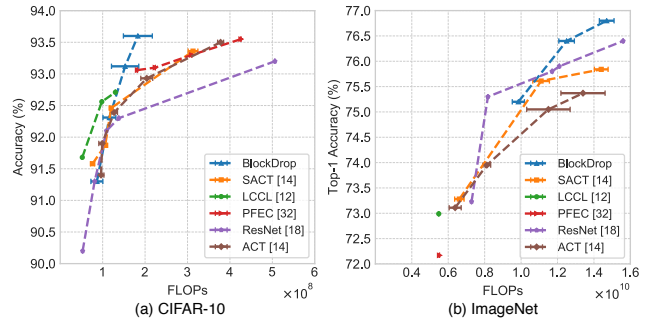 94.0
93.5
93.0
92.5
92.0
91.5
91.0
90.5
90.0
Accuracy (%)
BlockDrop
SACT [14]
LCCL [12]
PFEC [32]
ResNet [18]
ACT [14]
0 1 2 3 4 5 6
FLOPs ×10^8
(a) CIFAR-10
77.0
76.5
76.0
75.5
75.0
74.5
74.0
73.5
73.0
72.5
72.0
Top-1 Accuracy (%)
BlockDrop
SACT [14]
LCCL [12]
PFEC [32]
ResNet [18]
ACT [14]
0.4 0.6 0.8 1.0 1.2 1.4 1.6
FLOPs ×10^10
(b) ImageNet